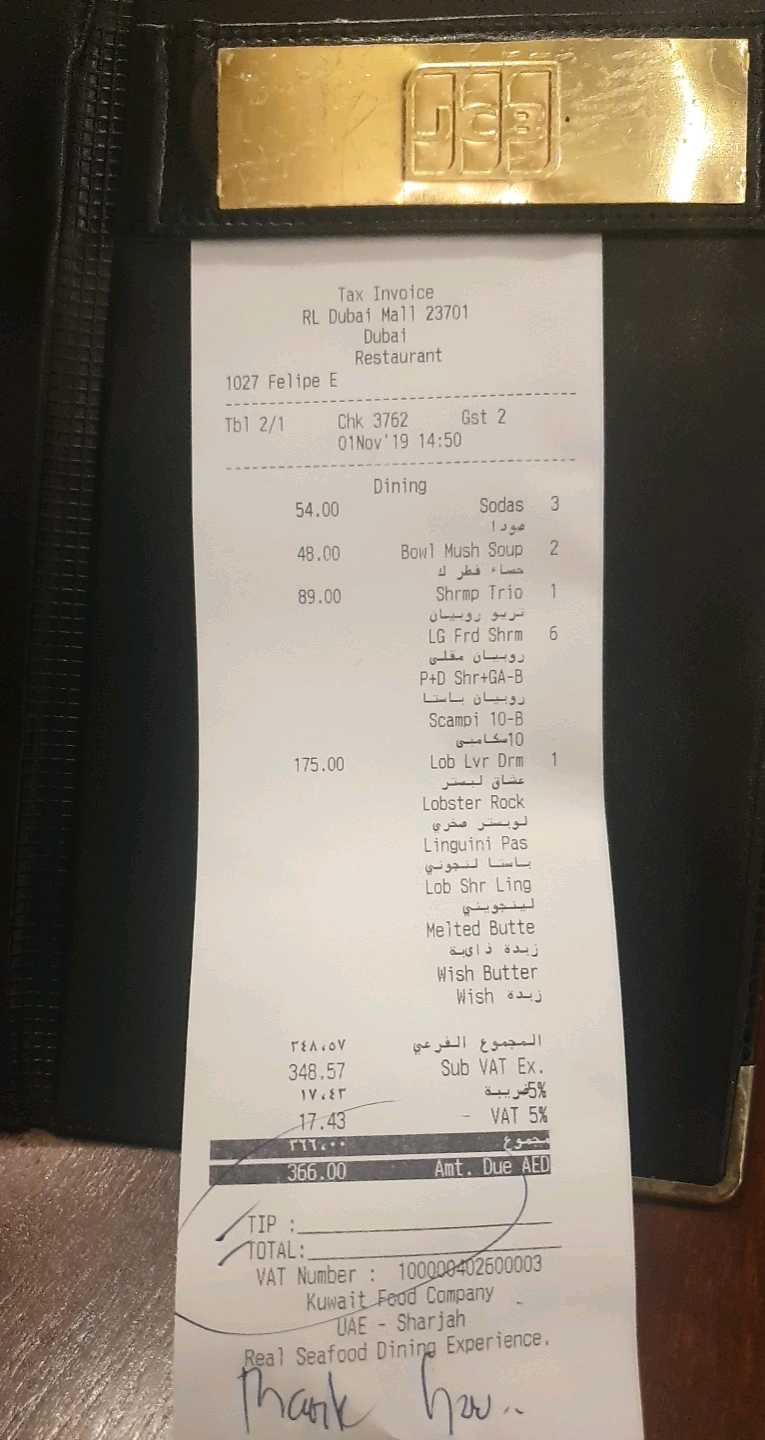 JCB
Tax Invoice
RL Dubai Mall 23701
Dubai
Restaurant
1027 Felipe E
Tbl 2/1 Chk 3762 Gst 2
01Nov'19 14:50
Dining
54.00 Sodas 3
صودا
48.00 Bowl Mush Soup 2
حساء فطر ك
89.00 Shrmp Trio 1
تريو روبيان
LG Frd Shrm 6
روبيان مقلى
P+D Shr+GA-B
روبيان باستا
Scampi 10-B
10سكامبى
175.00 Lob Lvr Drm 1
عشاق لبستر
Lobster Rock
لوبستر صخري
Linguini Pas
باستا لنجوني
Lob Shr Ling
لينجويني
Melted Butte
زبدة ذايبة
Wish Butter
Wish زبدة
٣٤٨،٥٧ المجموع الفرعي
348.57 Sub VAT Ex.
١٧،٤٣ ضريبة 5%
17.43 - VAT 5%
٣٦٦،٠٠ مجموع
366.00 Amt. Due AED
TIP :
TOTAL:
VAT Number : 100000402600003
Kuwait Food Company
UAE - Sharjah
Real Seafood Dining Experience.
Thank You..